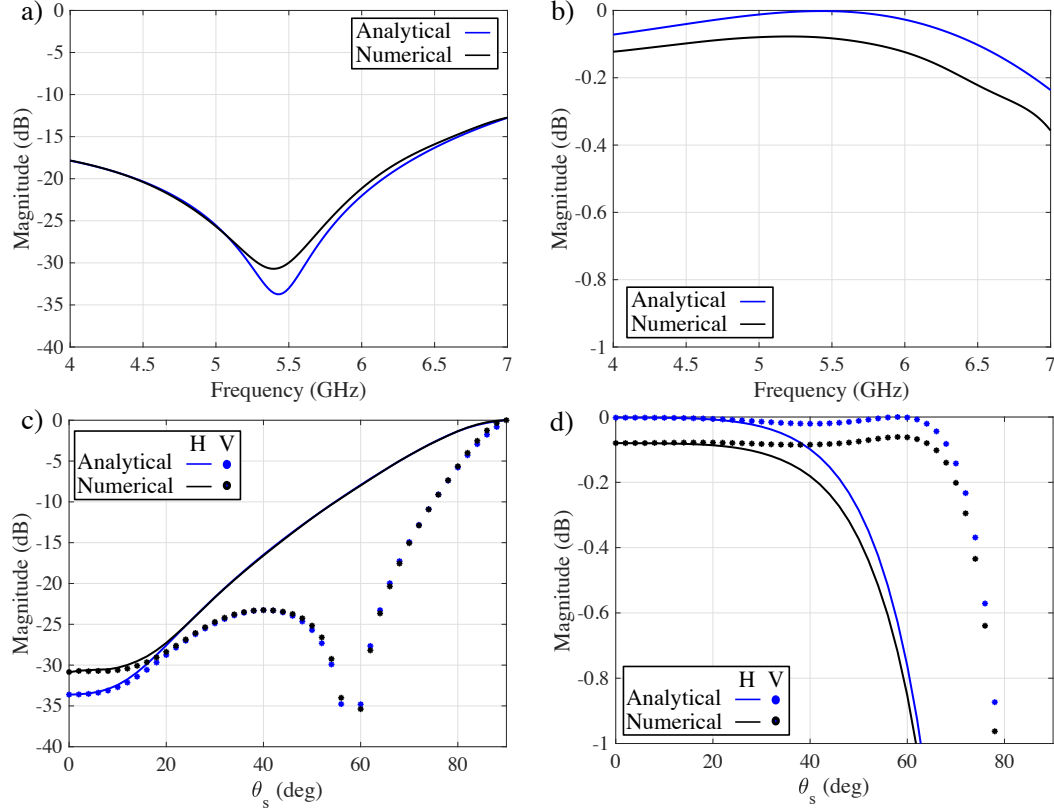 a)
Analytical
Numerical
0
-5
-10
-15
-20
-25
-30
-35
-40
Magnitude (dB)
4
4.5
5
5.5
6
6.5
7
Frequency (GHz)
b)
0
-0.2
-0.4
-0.6
-0.8
-1
Magnitude (dB)
Analytical
Numerical
4
4.5
5
5.5
6
6.5
7
Frequency (GHz)
c)
H V
Analytical
Numerical
0
-5
-10
-15
-20
-25
-30
-35
-40
Magnitude (dB)
0
20
40
60
80
θs (deg)
d)
0
-0.2
-0.4
-0.6
-0.8
-1
Magnitude (dB)
H V
Analytical
Numerical
0
20
40
60
80
θs (deg)